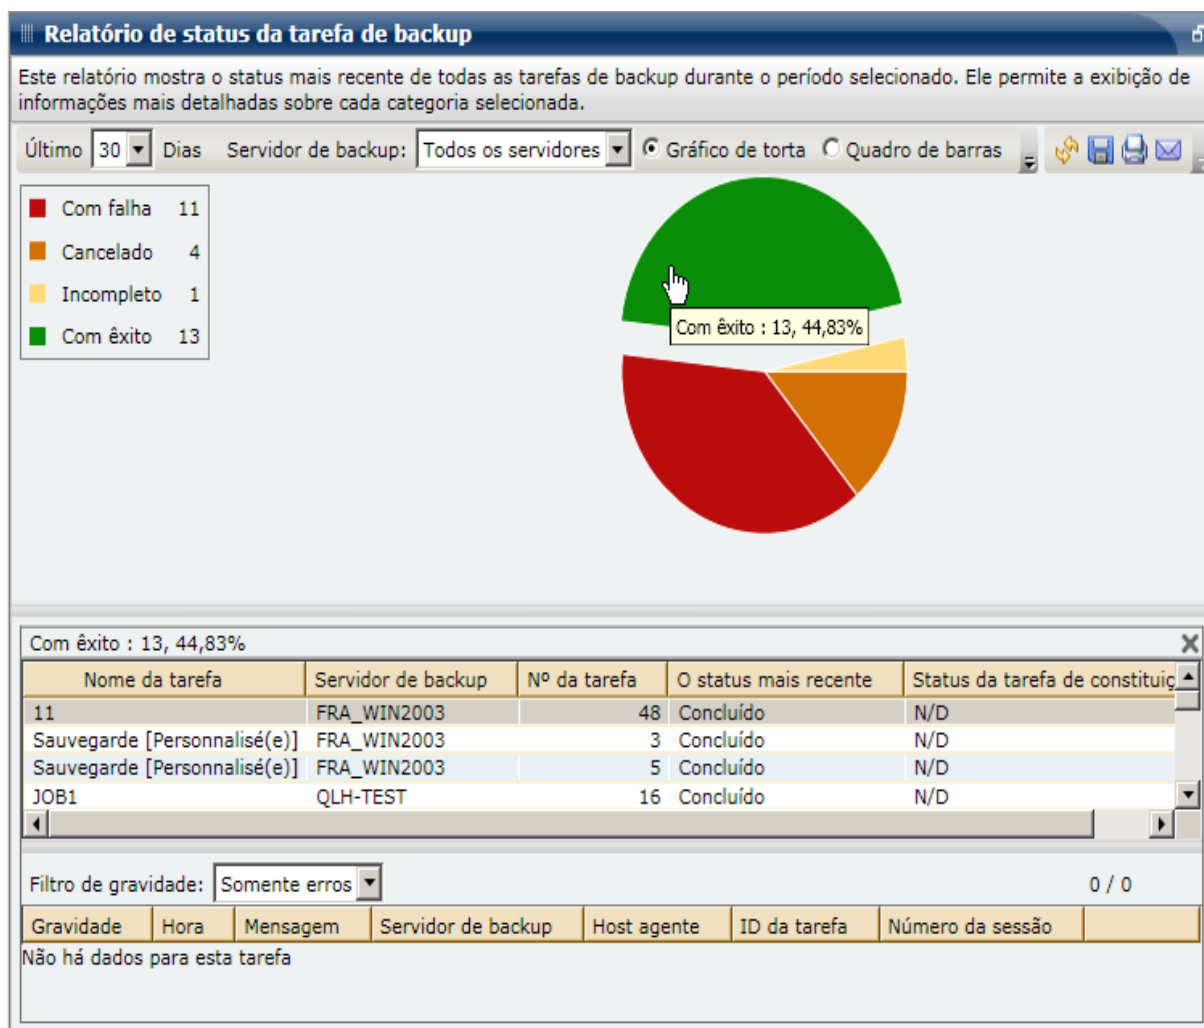 Relatório de status da tarefa de backup
Este relatório mostra o status mais recente de todas as tarefas de backup durante o período selecionado. Ele permite a exibição de
informações mais detalhadas sobre cada categoria selecionada.
Último 30 Dias Servidor de backup: Todos os servidores Gráfico de torta Quadro de barras
Com falha 11
Cancelado 4
Incompleto 1
Com êxito 13
Com êxito : 13, 44,83%
Com êxito : 13, 44,83%
Nome da tarefa Servidor de backup Nº da tarefa O status mais recente Status da tarefa de constituiç
11 FRA_WIN2003 48 Concluído N/D
Sauvegarde [Personnalisé(e)] FRA_WIN2003 3 Concluído N/D
Sauvegarde [Personnalisé(e)] FRA_WIN2003 5 Concluído N/D
JOB1 QLH-TEST 16 Concluído N/D
Filtro de gravidade: Somente erros 0 / 0
Gravidade Hora Mensagem Servidor de backup Host agente ID da tarefa Número da sessão
Não há dados para esta tarefa